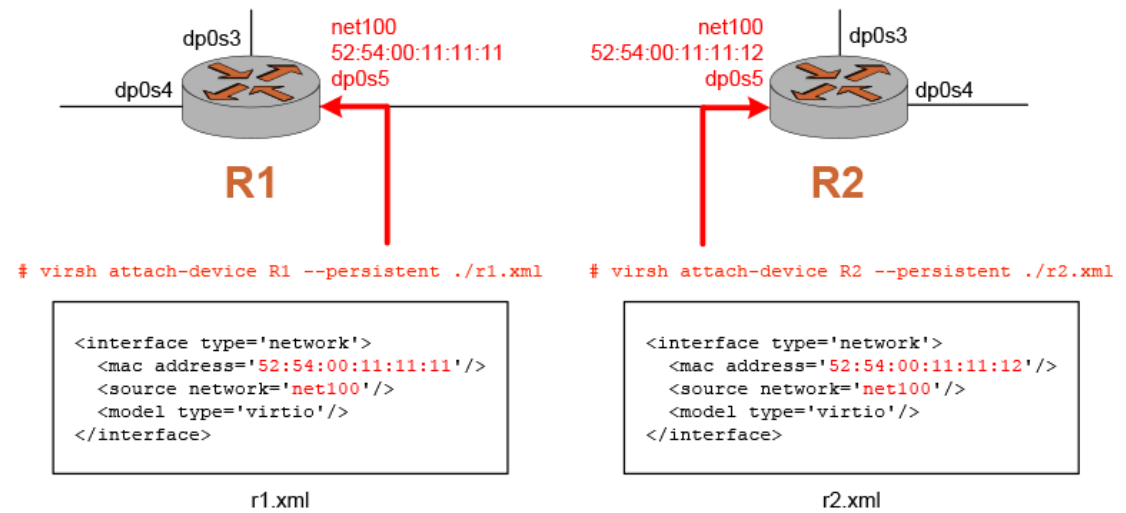 dp0s3
net100
52:54:00:11:11:11
dp0s5
dp0s4
R1
net100
52:54:00:11:11:12
dp0s5
dp0s3
dp0s4
R2
# virsh attach-device R1 --persistent ./r1.xml
<interface type='network'>
  <mac address='52:54:00:11:11:11'/>
  <source network='net100'/>
  <model type='virtio'/>
</interface>
r1.xml
# virsh attach-device R2 --persistent ./r2.xml
<interface type='network'>
  <mac address='52:54:00:11:11:12'/>
  <source network='net100'/>
  <model type='virtio'/>
</interface>
r2.xml